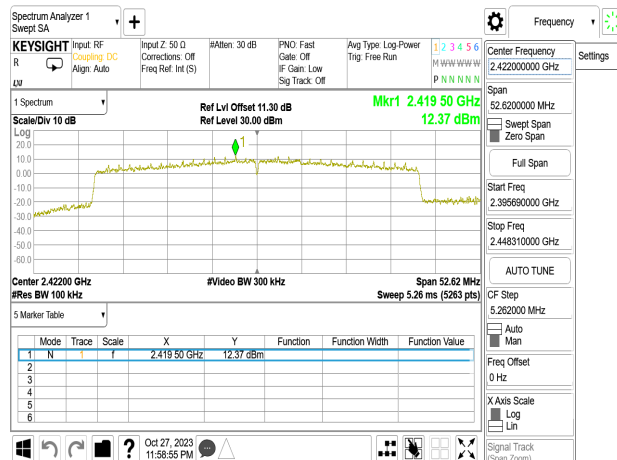 Spectrum Analyzer 1
Swept SA
Frequency
KEYSIGHT
R
LXI
Input: RF
Coupling: DC
Align: Auto
Input Z: 50 Ω
Corrections: Off
Freq Ref: Int (S)
#Atten: 30 dB
PNO: Fast
Gate: Off
IF Gain: Low
Sig Track: Off
Avg Type: Log-Power
Trig: Free Run
1 2 3 4 5 6
M W W W W W
P N N N N N
1 Spectrum
Scale/Div 10 dB
Ref Lvl Offset 11.30 dB
Ref Level 30.00 dBm
Mkr1 2.419 50 GHz
12.37 dBm
Log
20.0
10.0
0.00
-10.0
-20.0
-30.0
-40.0
-50.0
-60.0
1
Center 2.42200 GHz
#Res BW 100 kHz
#Video BW 300 kHz
Span 52.62 MHz
Sweep 5.26 ms (5263 pts)
5 Marker Table
Mode Trace Scale X Y Function Function Width Function Value
1 N 1 f 2.419 50 GHz 12.37 dBm
2
3
4
5
6
?
Oct 27, 2023
11:58:55 PM
Center Frequency
2.422000000 GHz
Settings
Span
52.6200000 MHz
Swept Span
Zero Span
Full Span
Start Freq
2.395690000 GHz
Stop Freq
2.448310000 GHz
AUTO TUNE
CF Step
5.262000 MHz
Auto
Man
Freq Offset
0 Hz
X Axis Scale
Log
Lin
Signal Track
(Span Zoom)